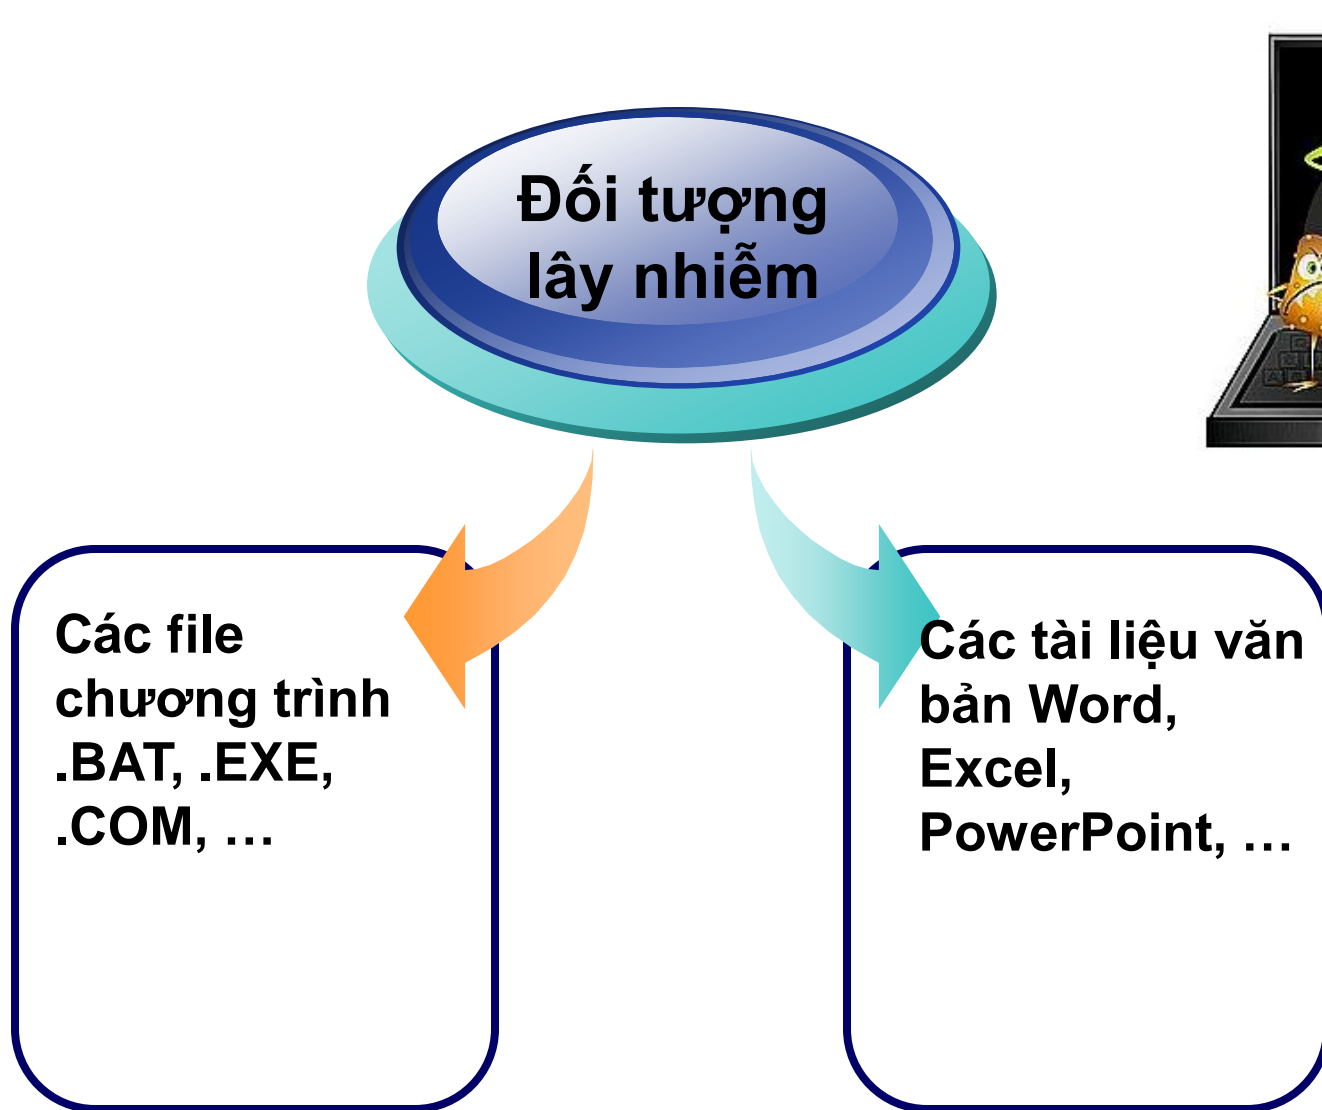 Đối tượng
lây nhiễm
Các file
chương trình
.BAT, .EXE,
.COM, …
Các tài liệu văn
bản Word,
Excel,
PowerPoint, …